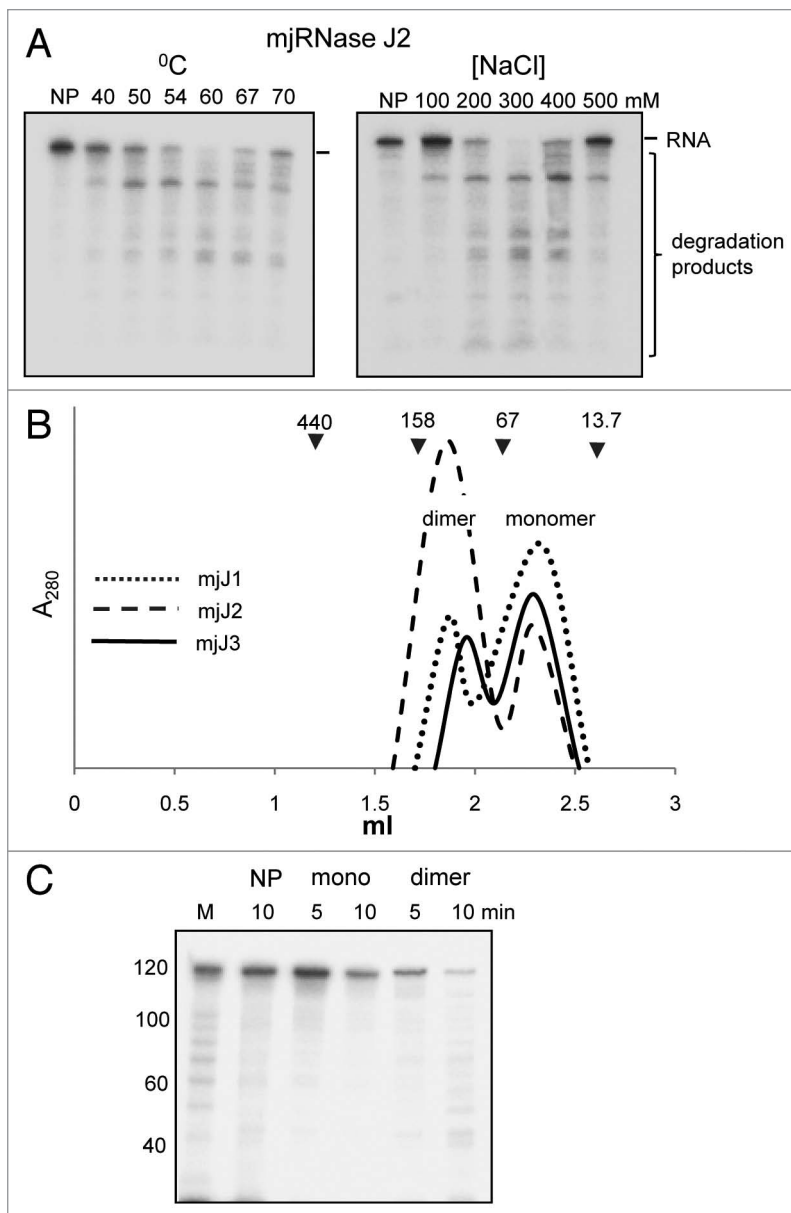 A
mjRNase J2
⁰C
[NaCl]
NP 40 50 54 60 67 70
NP 100 200 300 400 500 mM
RNA
degradation
products
B
440 158 67 13.7
dimer monomer
A₂₈₀
mjJ1
mjJ2
mjJ3
0 0.5 1 1.5 2 2.5 3
ml
C
NP mono dimer
M 10 5 10 5 10 min
120
100
60
40